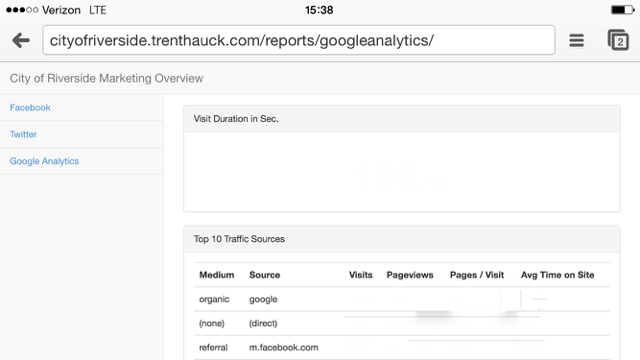 Verizon LTE 15:38
cityofriverside.trenthauck.com/reports/googleanalytics/ 2
City of Riverside Marketing Overview
Facebook
Twitter
Google Analytics
Visit Duration in Sec.
Top 10 Traffic Sources
Medium Source Visits Pageviews Pages / Visit Avg Time on Site
organic google
(none) (direct)
referral m.facebook.com